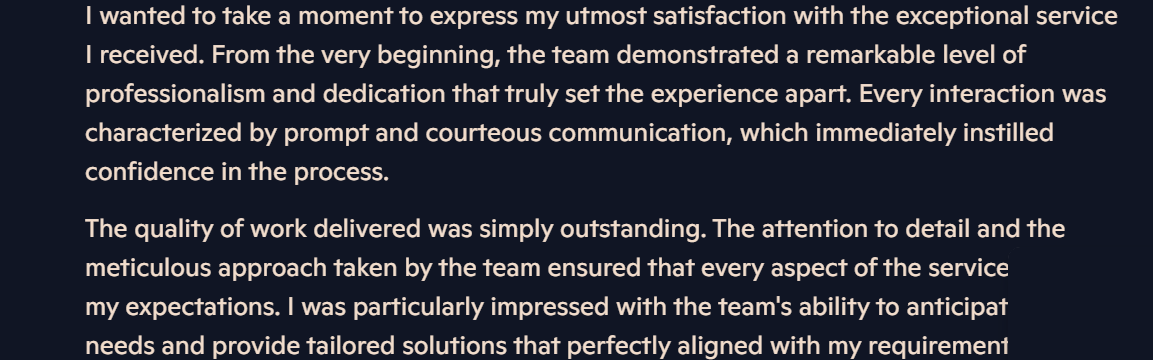 I wanted to take a moment to express my utmost satisfaction with the exceptional service
I received. From the very beginning, the team demonstrated a remarkable level of
professionalism and dedication that truly set the experience apart. Every interaction was
characterized by prompt and courteous communication, which immediately instilled
confidence in the process.
The quality of work delivered was simply outstanding. The attention to detail and the
meticulous approach taken by the team ensured that every aspect of the service
my expectations. I was particularly impressed with the team's ability to anticipat
needs and provide tailored solutions that perfectly aligned with my requirement